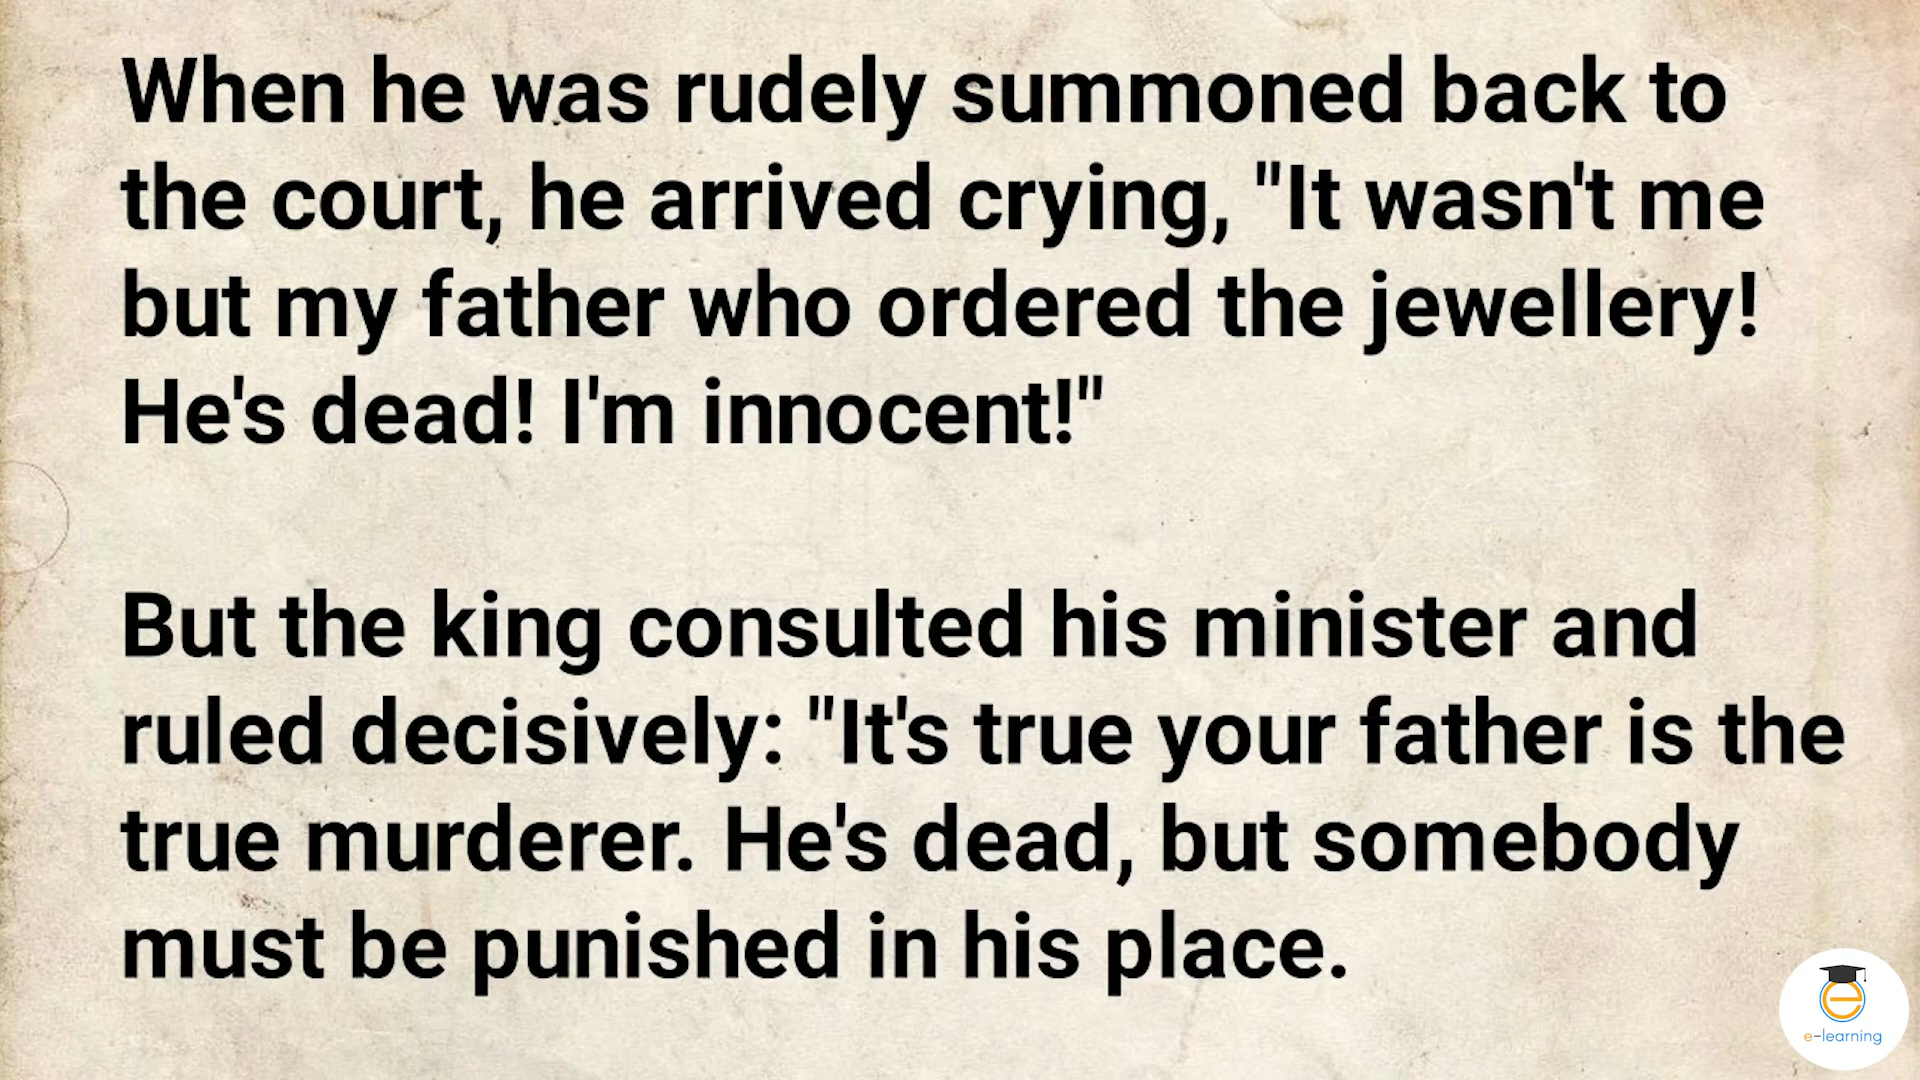 When he was rudely summoned back to
the court, he arrived crying, "It wasn't me
but my father who ordered the jewellery!
He's dead! I'm innocent!"
But the king consulted his minister and
ruled decisively: "It's true your father is the
true murderer. He's dead, but somebody
must be punished in his place.
e-learning